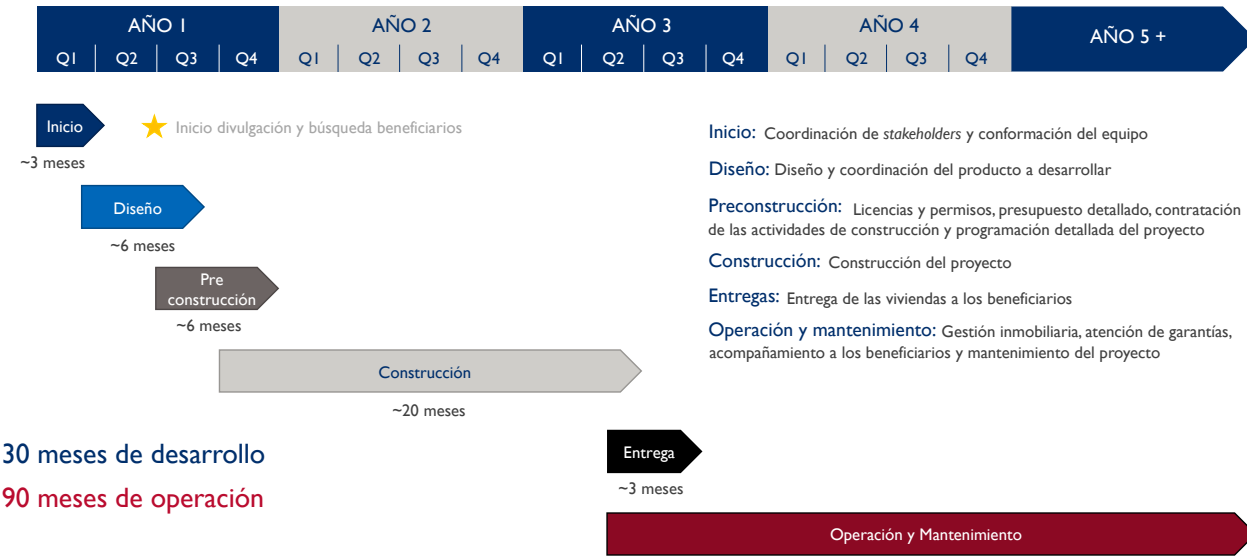 AÑO 1
AÑO 2
AÑO 3
AÑO 4
AÑO 5 +
Q1 Q2 Q3 Q4 Q1 Q2 Q3 Q4 Q1 Q2 Q3 Q4 Q1 Q2 Q3 Q4
Inicio
~3 meses
Inicio divulgación y búsqueda beneficiarios
Diseño
~6 meses
Pre
construcción
~6 meses
Construcción
~20 meses
Inicio: Coordinación de stakeholders y conformación del equipo
Diseño: Diseño y coordinación del producto a desarrollar
Preconstrucción: Licencias y permisos, presupuesto detallado, contratación
de las actividades de construcción y programación detallada del proyecto
Construcción: Construcción del proyecto
Entregas: Entrega de las viviendas a los beneficiarios
Operación y mantenimiento: Gestión inmobiliaria, atención de garantías,
acompañamiento a los beneficiarios y mantenimiento del proyecto
30 meses de desarrollo
90 meses de operación
Entrega
~3 meses
Operación y Mantenimiento